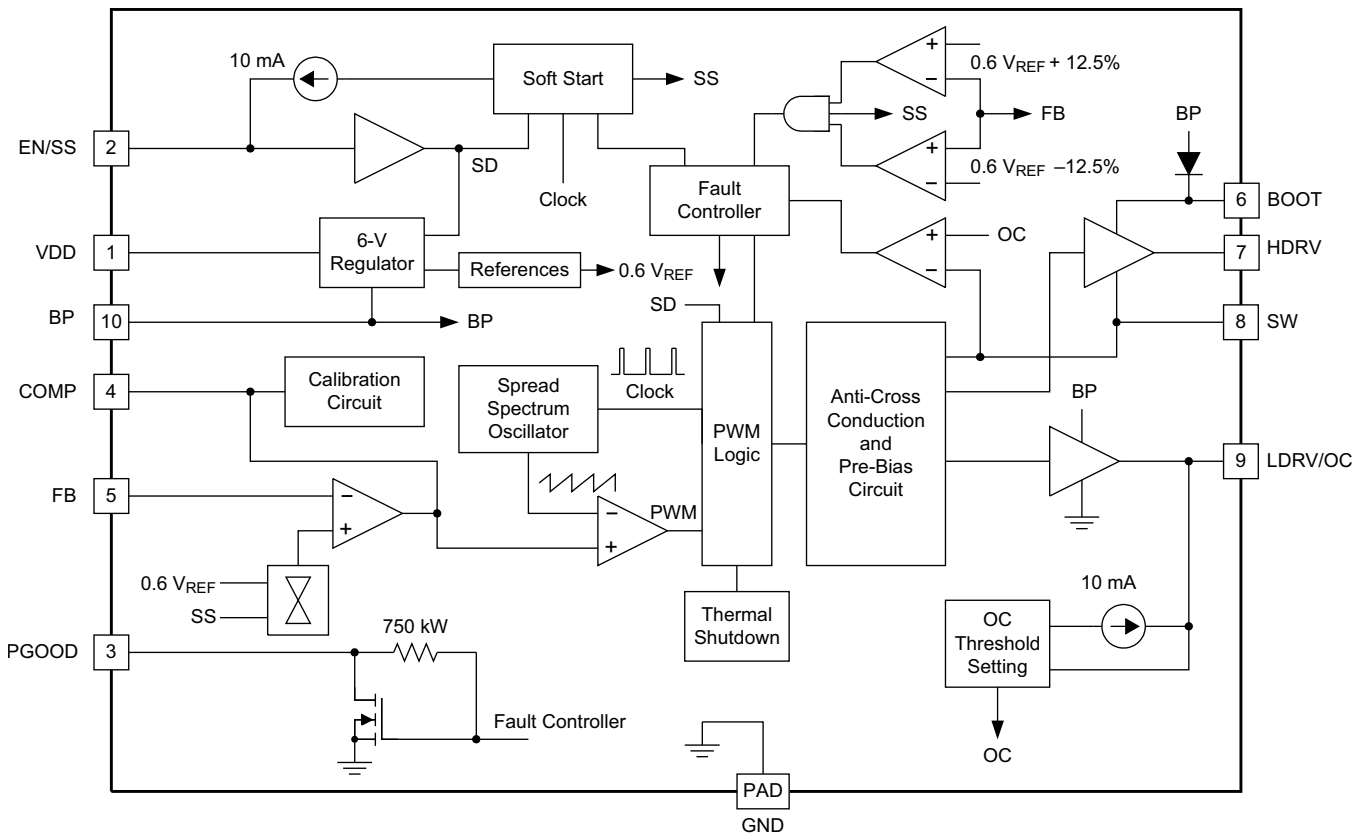 10 mA
Soft Start
SS
+
0.6 VREF + 12.5%
–
SS
FB
BP
EN/SS
2
SD
Clock
+
0.6 VREF –12.5%
–
Fault
Controller
6
BOOT
VDD
1
6-V
Regulator
References
0.6 VREF
+
OC
–
7
HDRV
BP
10
BP
SD
8
SW
COMP
4
Calibration
Circuit
Spread
Spectrum
Oscillator
Clock
PWM
Logic
Anti-Cross
Conduction
and
Pre-Bias
Circuit
BP
9
LDRV/OC
FB
5
–
+
–
+
PWM
0.6 VREF
SS
Thermal
Shutdown
10 mA
OC
Threshold
Setting
OC
PGOOD
3
750 kW
Fault Controller
PAD
GND